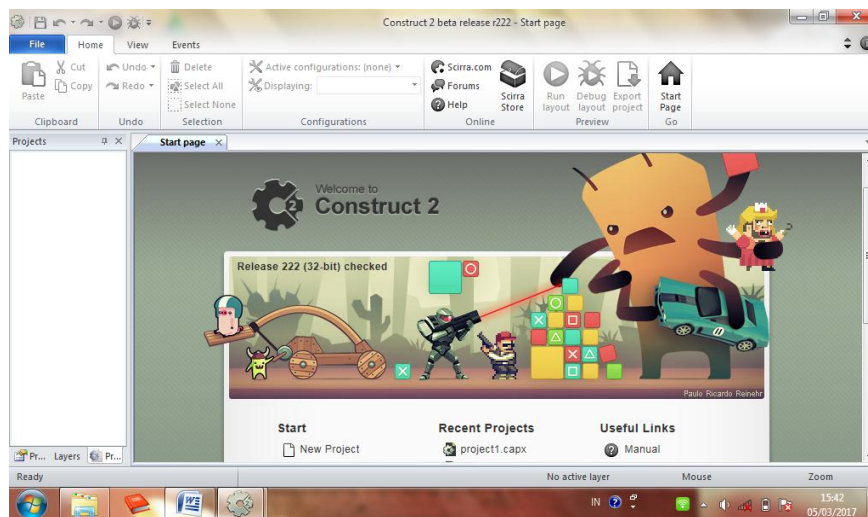 Construct 2 beta release r222 - Start page
File Home View Events
Paste
Cut
Copy
Clipboard
Undo
Redo
Undo
Delete
Select All
Select None
Selection
Active configurations: (none)
Displaying:
Configurations
Scirra.com
Forums
Help
Scirra
Store
Online
Run
layout
Debug
layout
Export
project
Preview
Start
Page
Go
Projects
Start page
Welcome to
Construct 2
Release 222 (32-bit) checked
Paulo Ricardo Reinehr
Start
New Project
Recent Projects
project1.capx
Useful Links
Manual
Pr... Layers Pr...
Ready
No active layer
Mouse
Zoom
IN
15:42
05/03/2017